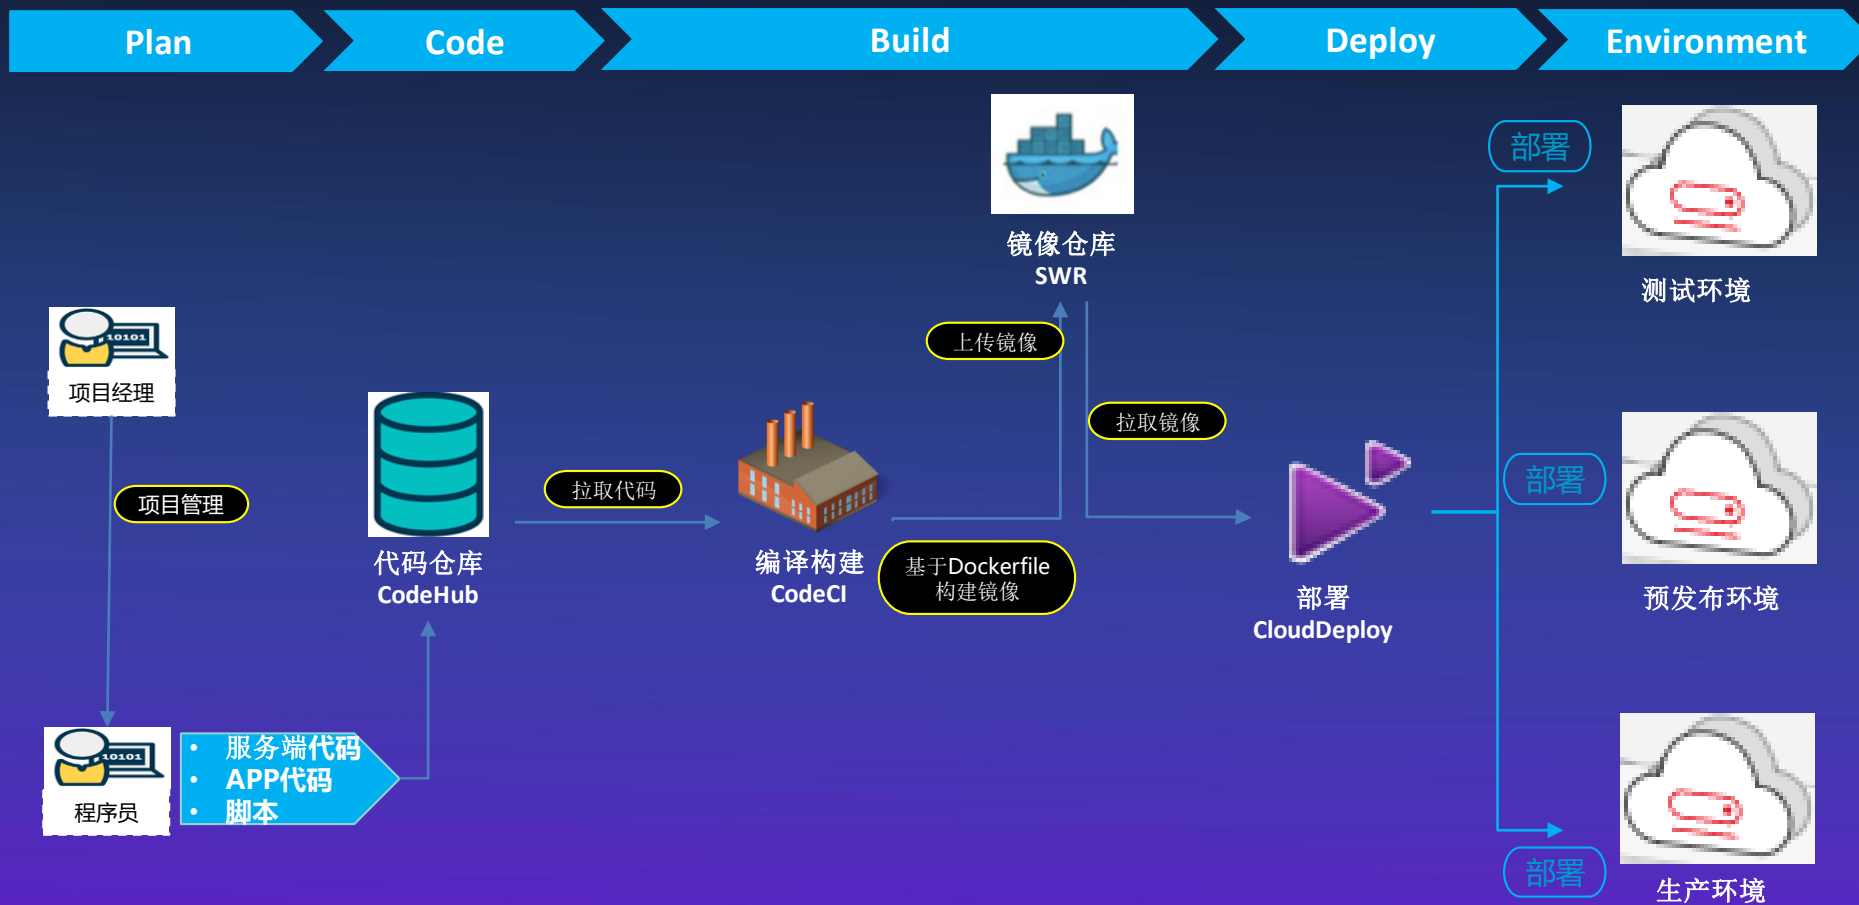 Plan
Code
Build
Deploy
Environment
部署
镜像仓库
SWR
测试环境
10101
项目经理
上传镜像
拉取镜像
项目管理
拉取代码
部署
代码仓库
CodeHub
编译构建
CodeCI
基于Dockerfile
构建镜像
部署
CloudDeploy
预发布环境
10101
程序员
• 服务端代码
• APP代码
• 脚本
部署
生产环境